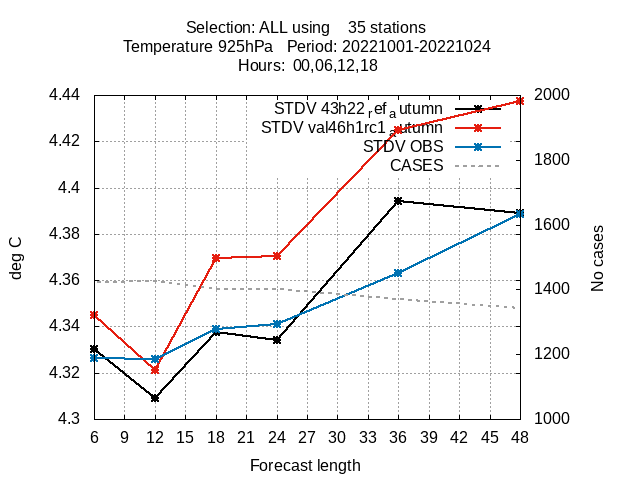 Selection: ALL using 35 stations
Temperature 925hPa Period: 20221001-20221024
Hours: 00,06,12,18
4.44
4.42
4.4
4.38
4.36
4.34
4.32
4.3
deg C
STDV 43h22refautumn
STDV val46h1rc1autumn
STDV OBS
CASES
2000
1800
1600
1400
1200
1000
No cases
6 9 12 15 18 21 24 27 30 33 36 39 42 45 48
Forecast length